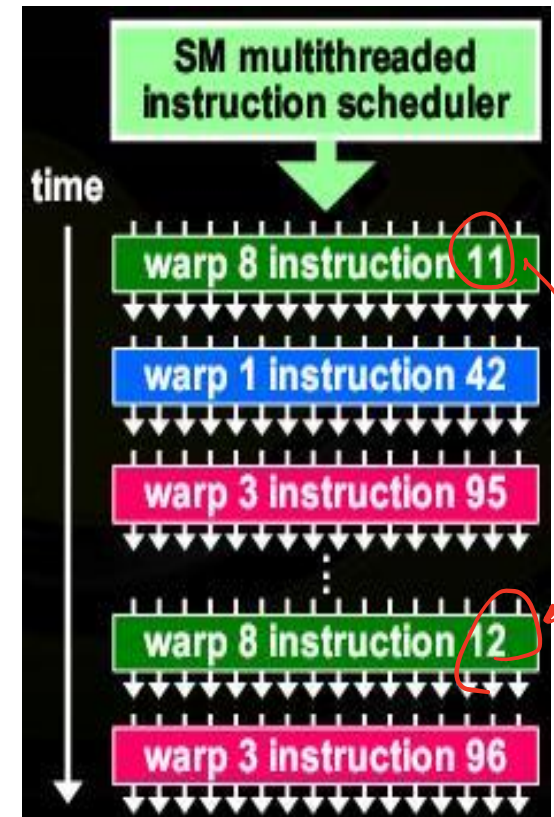 SM multithreaded
instruction scheduler
time
warp 8 instruction 11
warp 1 instruction 42
warp 3 instruction 95
⋮
warp 8 instruction 12
warp 3 instruction 96